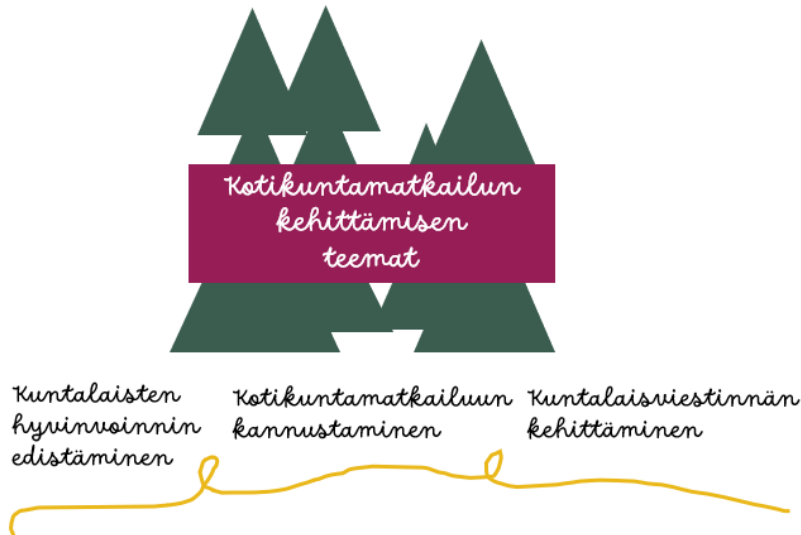 Kotikuntamatkailun
kehittämisen
teemat
Kuntalaisten
hyvinvoinnin
edistäminen
Kotikuntamatkailuun
kannustaminen
Kuntalaisviestinnän
kehittäminen